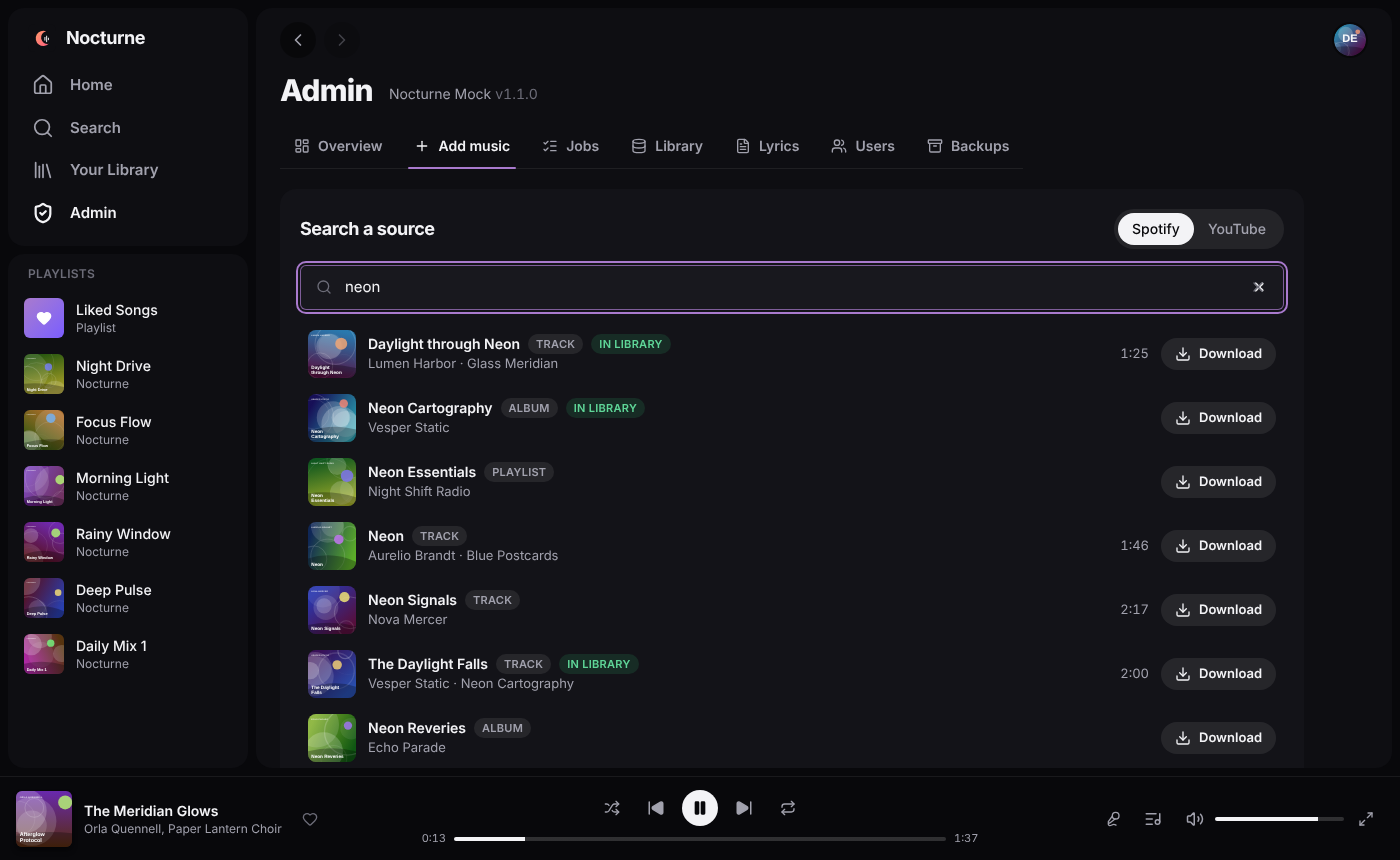 Nocturne
Home
Search
Your Library
Admin
PLAYLISTS
Liked Songs
Playlist
Night Drive
Nocturne
Focus Flow
Nocturne
Morning Light
Nocturne
Rainy Window
Nocturne
Deep Pulse
Nocturne
Daily Mix 1
Nocturne
DE
Admin Nocturne Mock v1.1.0
Overview Add music Jobs Library Lyrics Users Backups
Search a source
Spotify YouTube
neon
Daylight through Neon TRACK IN LIBRARY
Lumen Harbor · Glass Meridian
1:25 Download
Neon Cartography ALBUM IN LIBRARY
Vesper Static
Download
Neon Essentials PLAYLIST
Night Shift Radio
Download
Neon TRACK
Aurelio Brandt · Blue Postcards
1:46 Download
Neon Signals TRACK
Nova Mercer
2:17 Download
The Daylight Falls TRACK IN LIBRARY
Vesper Static · Neon Cartography
2:00 Download
Neon Reveries ALBUM
Echo Parade
Download
Afterglow
Protocol
The Meridian Glows
Orla Quennell, Paper Lantern Choir
0:13
1:37